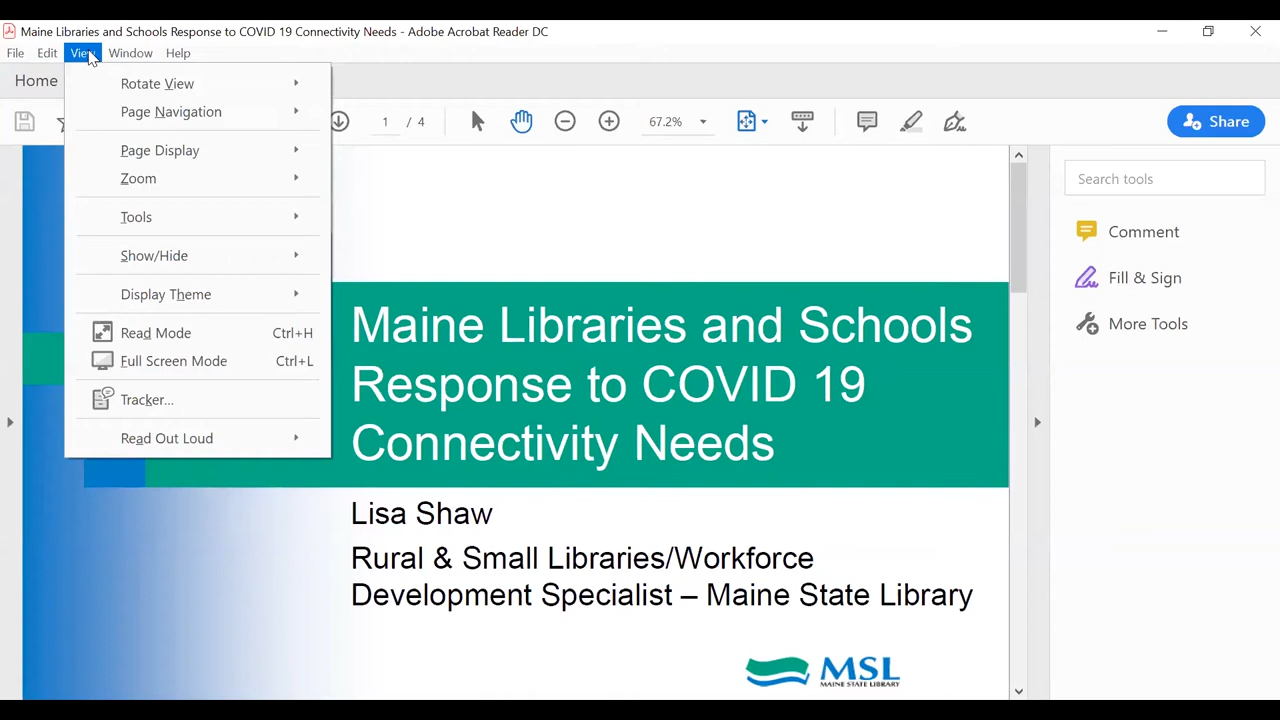 Maine Libraries and Schools Response to COVID 19 Connectivity Needs - Adobe Acrobat Reader DC
File Edit View Window Help
Home
1 / 4 67.2% Share
Rotate View
Page Navigation
Page Display
Zoom
Tools
Show/Hide
Display Theme
Read Mode Ctrl+H
Full Screen Mode Ctrl+L
Tracker...
Read Out Loud
Maine Libraries and Schools
Response to COVID 19
Connectivity Needs
Lisa Shaw
Rural & Small Libraries/Workforce
Development Specialist – Maine State Library
MSL
MAINE STATE LIBRARY
Search tools
Comment
Fill & Sign
More Tools